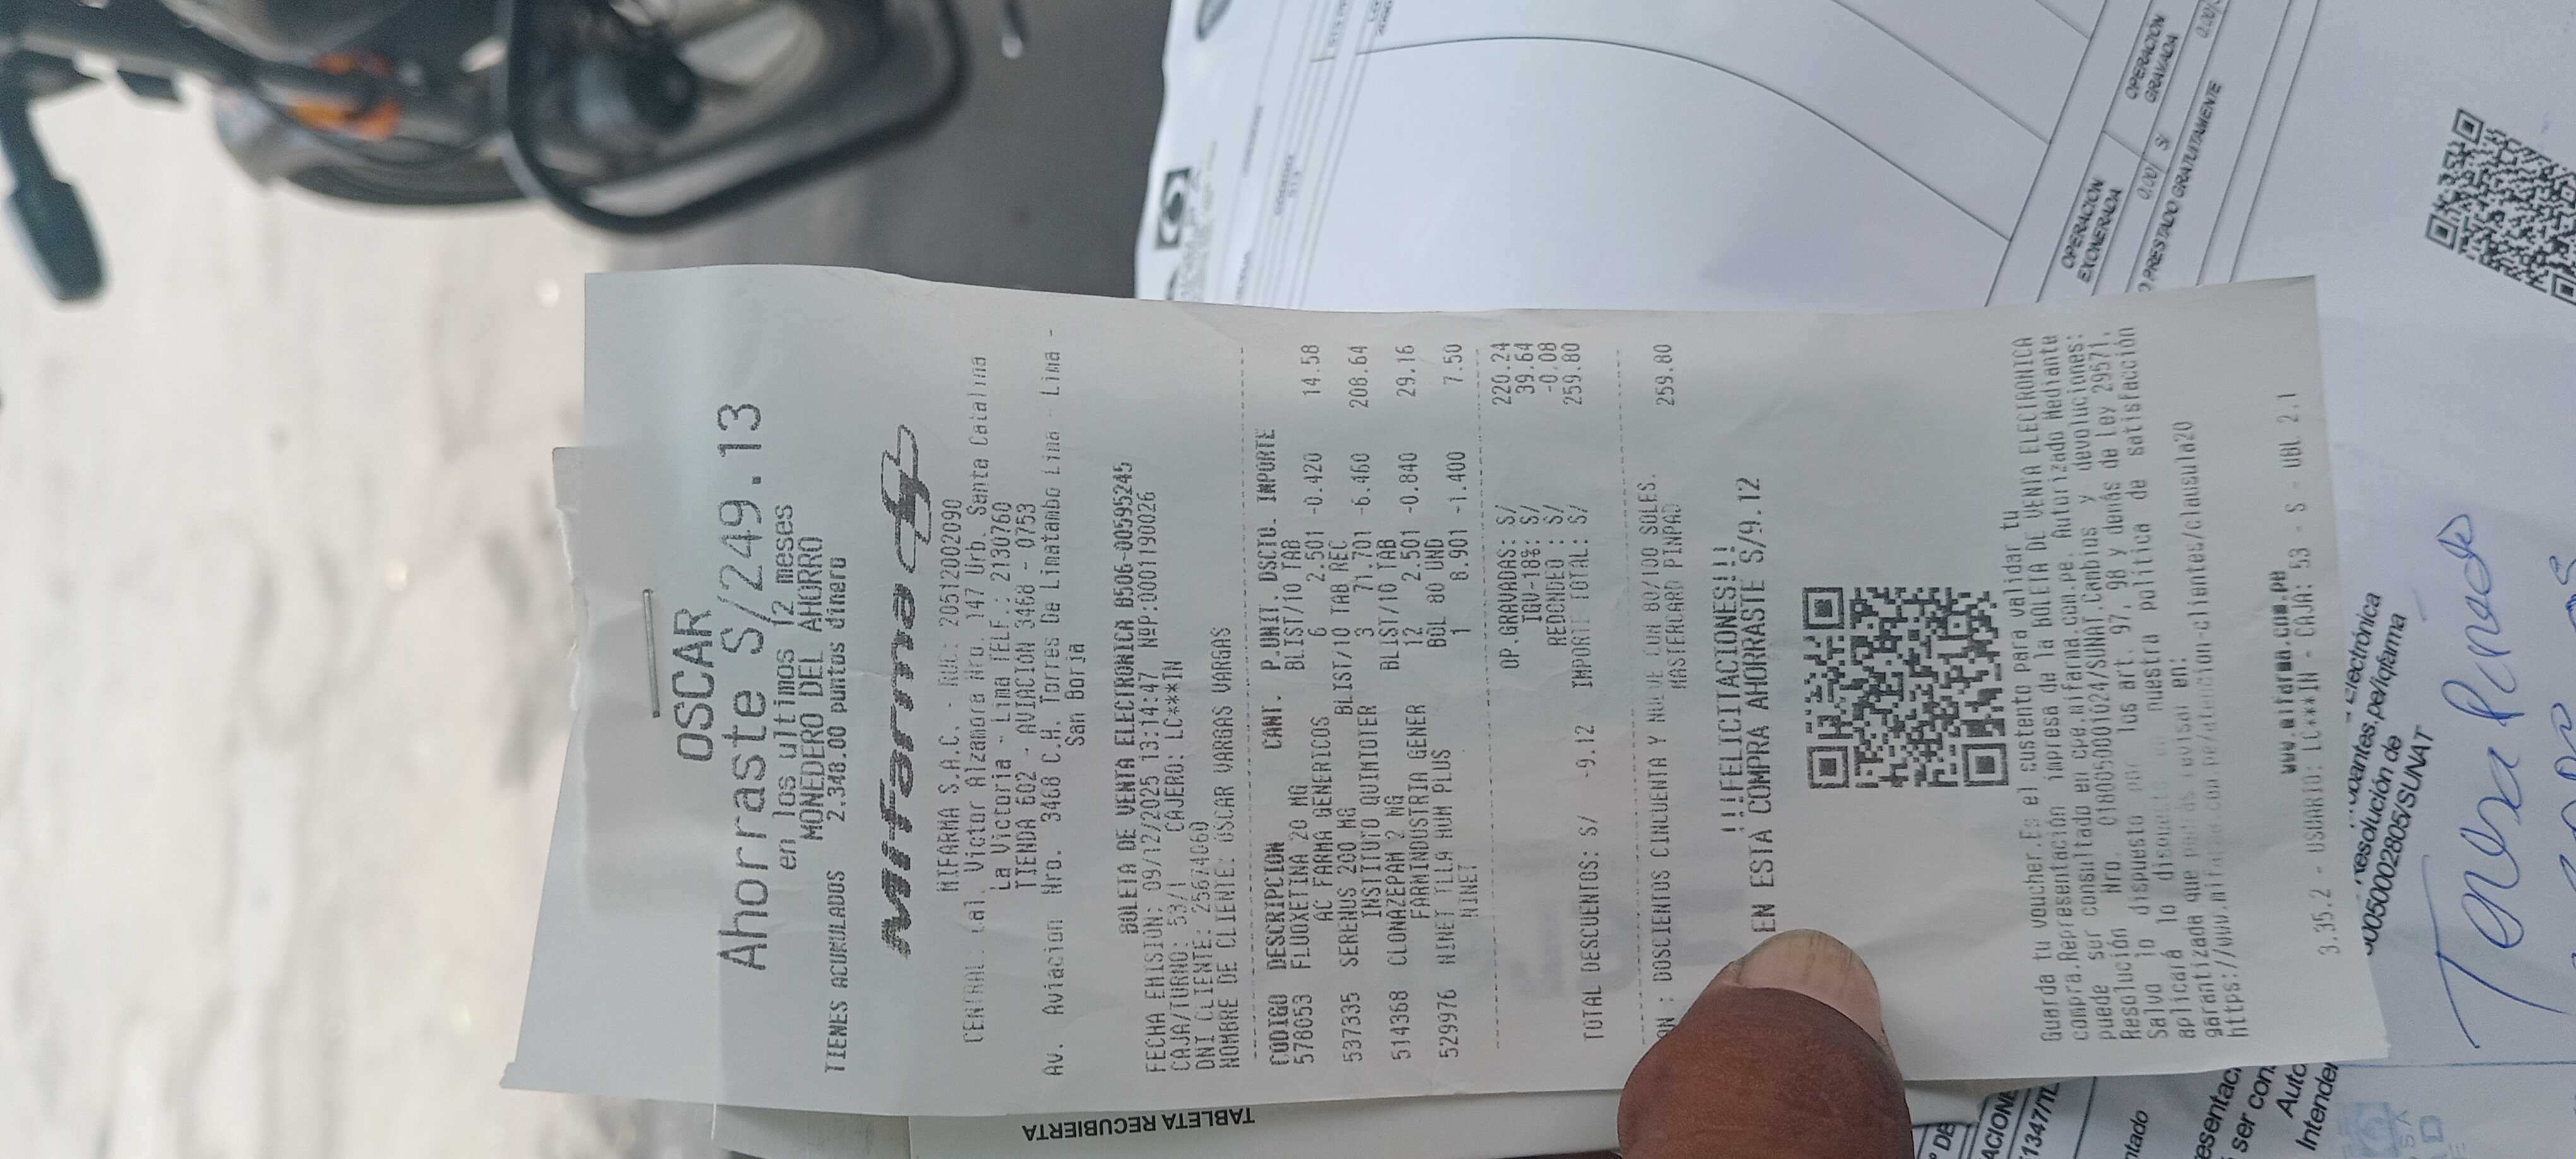 OSCAR
Ahorraste S/249.13
en los ultimos 12 meses
MONEDERO DEL AHORRO
TIENES ACUMULADOS 2.348.00 puntos dinero
Mifarma
MIFARMA S.A.C. - RUC: 20512002090
CENTRAL: Cal Victor Alzamora Nro 147 Urb. Santa Catalina
La Victoria - Lima TELF.: 2130760
TIENDA 602 - AVIACIÓN 3468 - 0753
Av. Aviacion Nro. 3468 C.H. Torres De Limatambo Lima - Lima -
San Borja
BOLETA DE VENTA ELECTRONICA B506-00595245
FECHA EMISION: 09/12/2025 13:14:47 NºP:0001190026
CAJA/TURNO: 53/1 CAJERO: LC***IN
DNI CLIENTE: 25674060
NOMBRE DE CLIENTE: OSCAR VARGAS VARGAS
CODIGO DESCRIPCION CANT. P.UNIT. DSCTO. IMPORTE
578053 FLUOXETINA 20 MG BLIST/10 TAB
AC FARMA GENERICOS 6 2.501 -0.420 14.58
537335 SERENUS 200 MG BLIST/10 TAB REC
INSTITUTO QUIMIOTER 3 71.701 -6.460 208.64
514368 CLONAZEPAM 2 MG BLIST/10 TAB
FARMINDUSTRIA GENER 12 2.501 -0.840 29.16
529976 NINET TLLA HUM PLUS BOL 80 UND
NINET 1 8.901 -1.400 7.50
OP.GRAVADAS: S/ 220.24
IGV-18%: S/ 39.64
REDONDEO : S/ -0.08
TOTAL DESCUENTOS: S/ -9.12 IMPORTE TOTAL: S/ 259.80
: DOSCIENTOS CINCUENTA Y NUEVE CON 80/100 SOLES.
MASTERCARD PINPAD 259.80
!!!FELICITACIONES!!!
EN ESTA COMPRA AHORRASTE S/9.12
Guarda tu voucher.Es el sustento para validar tu
compra.Representación impresa de la BOLETA DE VENTA ELECTRONICA
puede ser consultado en cpe.mifarma.com.pe. Autorizado Mediante
Resolución Nro. 0180050001024/SUNAT.Cambios y devoluciones:
Salvo lo dispuesto por los art. 97, 98 y demás de ley 29571,
aplicará lo dispuesto en nuestra política de satisfacción
garantizada que podrás revisar en:
https://www.mifarma.com.pe/atencion-clientes/clausula20
www.mifarma.com.pe
3.35.2 - USUARIO: LC***IN - CAJA: 53 - S - UBL 2.1
TABLETA RECUBIERTA
OPERACION
EXONERADA
0.00
S/
OPERACION
GRAVADA
PRESTADO GRATUITAMENTE
Electrónica
Resolución de
0050002805/SUNAT